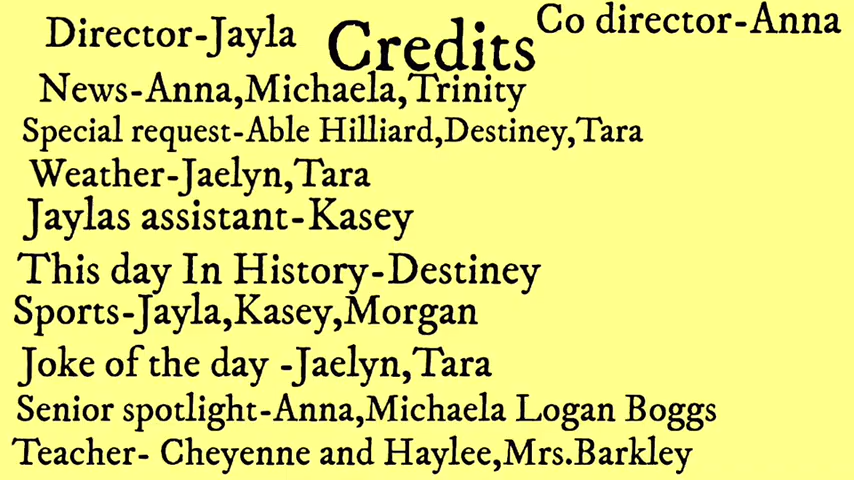 Director-Jayla
Credits
Co director-Anna
News-Anna,Michaela,Trinity
Special request-Able Hilliard,Destiney,Tara
Weather-Jaelyn,Tara
Jaylas assistant-Kasey
This day In History-Destiney
Sports-Jayla,Kasey,Morgan
Joke of the day -Jaelyn,Tara
Senior spotlight-Anna,Michaela Logan Boggs
Teacher- Cheyenne and Haylee,Mrs.Barkley